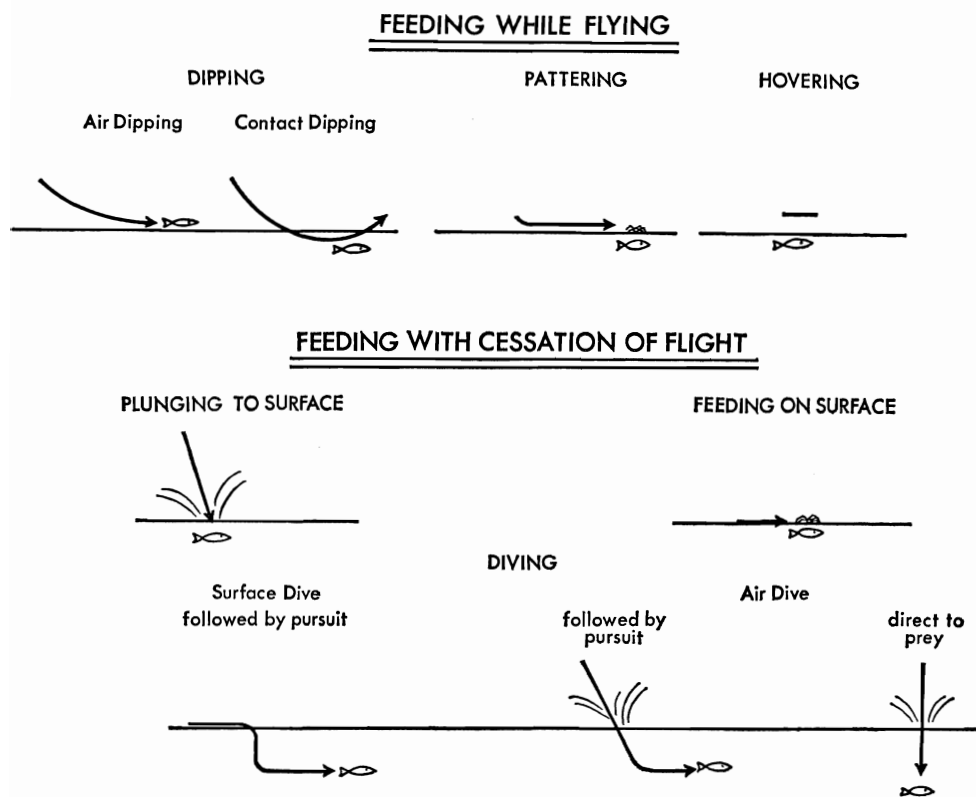 FEEDING WHILE FLYING
DIPPING
PATTERING
HOVERING
Air Dipping
Contact Dipping
FEEDING WITH CESSATION OF FLIGHT
PLUNGING TO SURFACE
FEEDING ON SURFACE
DIVING
Surface Dive
followed by pursuit
Air Dive
followed by
pursuit
direct to
prey